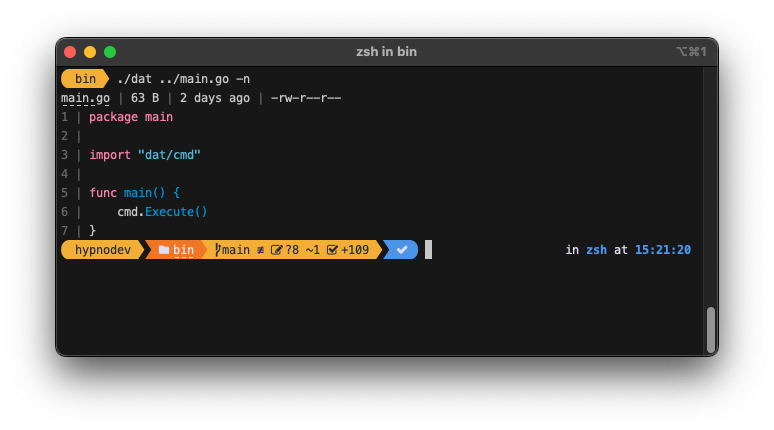 zsh in bin
⌥⌘1
bin ./dat ../main.go -n
main.go | 63 B | 2 days ago | -rw-r--r--
1 | package main
2 |
3 | import "dat/cmd"
4 |
5 | func main() {
6 |     cmd.Execute()
7 | }
hypnodev bin main ≢ ?8 ~1 +109 in zsh at 15:21:20